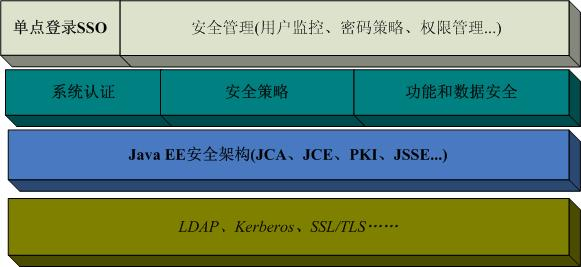 单点登录SSO 安全管理(用户监控、密码策略、权限管理...)
系统认证 安全策略 功能和数据安全
Java EE安全架构(JCA、JCE、PKI、JSSE...)
LDAP、Kerberos、SSL/TLS……